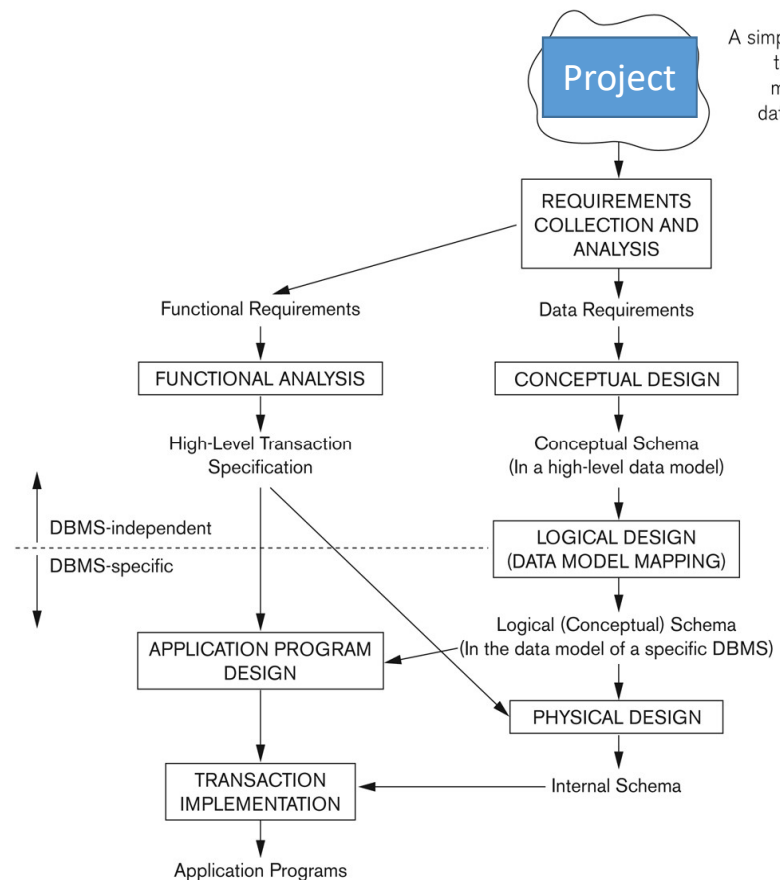 Project
A simp
t
m
dat
REQUIREMENTS
COLLECTION AND
ANALYSIS
Functional Requirements
Data Requirements
FUNCTIONAL ANALYSIS
CONCEPTUAL DESIGN
High-Level Transaction
Specification
Conceptual Schema
(In a high-level data model)
DBMS-independent
LOGICAL DESIGN
(DATA MODEL MAPPING)
DBMS-specific
Logical (Conceptual) Schema
(In the data model of a specific DBMS)
APPLICATION PROGRAM
DESIGN
PHYSICAL DESIGN
TRANSACTION
IMPLEMENTATION
Internal Schema
Application Programs